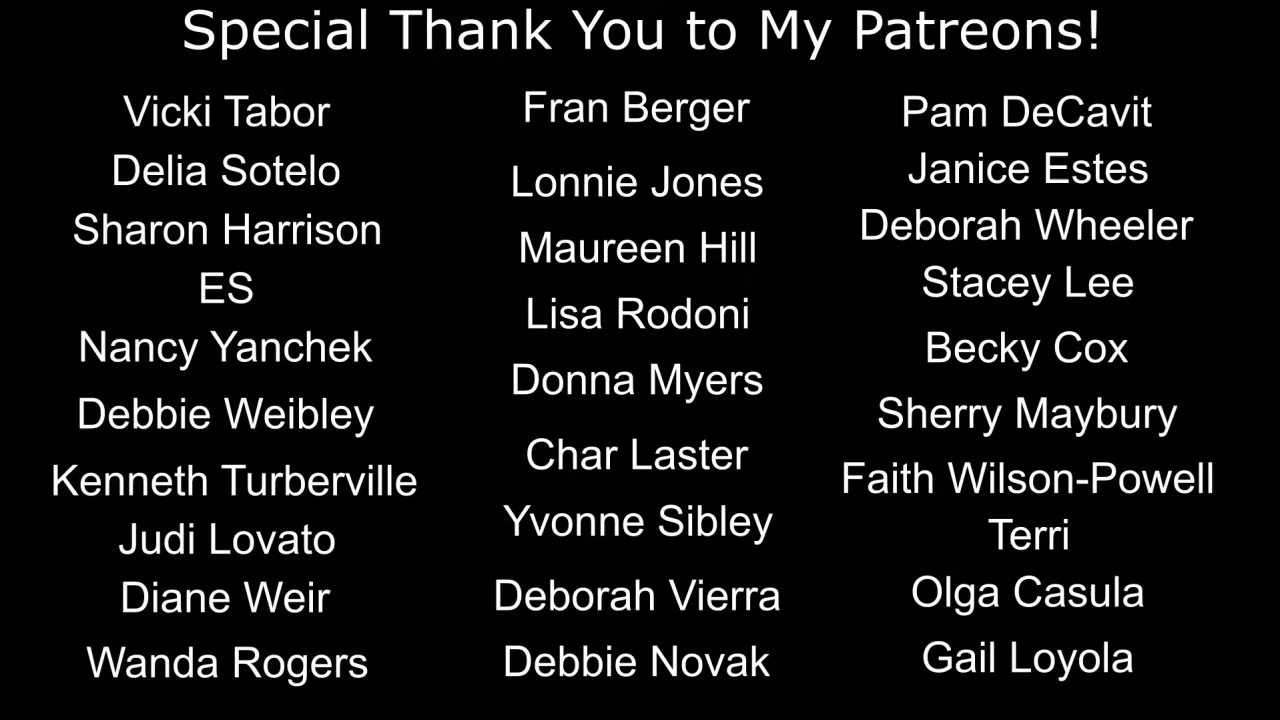 Special Thank You to My Patreons!
Vicki Tabor
Delia Sotelo
Sharon Harrison
ES
Nancy Yanchek
Debbie Weibley
Kenneth Turberville
Judi Lovato
Diane Weir
Wanda Rogers
Fran Berger
Lonnie Jones
Maureen Hill
Lisa Rodoni
Donna Myers
Char Laster
Yvonne Sibley
Deborah Vierra
Debbie Novak
Pam DeCavit
Janice Estes
Deborah Wheeler
Stacey Lee
Becky Cox
Sherry Maybury
Faith Wilson-Powell
Terri
Olga Casula
Gail Loyola